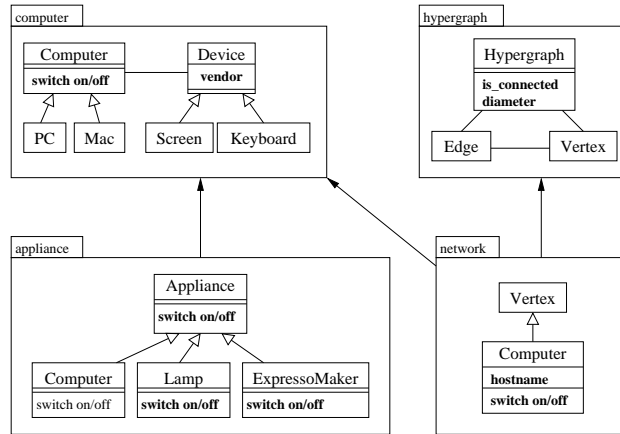 computer
Computer
switch on/off
Device
vendor
PC
Mac
Screen
Keyboard
hypergraph
Hypergraph
is_connected
diameter
Edge
Vertex
appliance
Appliance
switch on/off
Computer
switch on/off
Lamp
switch on/off
ExpressoMaker
switch on/off
network
Vertex
Computer
hostname
switch on/off